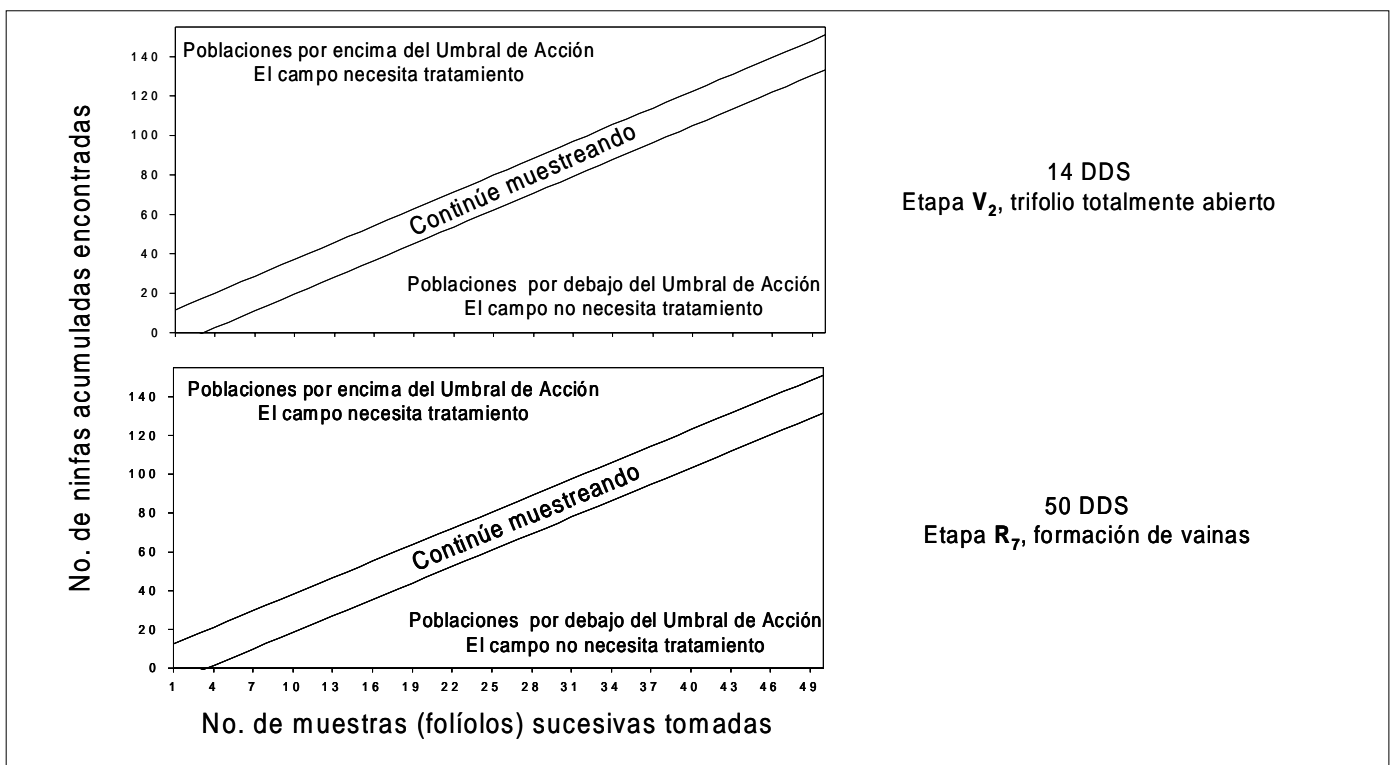 No. de ninfas acumuladas encontradas
140
120
100
80
60
40
20
0
Poblaciones por encima del Umbral de Acción
El campo necesita tratamiento
Continúe muestreando
Poblaciones por debajo del Umbral de Acción
El campo no necesita tratamiento
14 DDS
Etapa V2, trifolio totalmente abierto
140
120
100
80
60
40
20
0
Poblaciones por encima del Umbral de Acción
El campo necesita tratamiento
Continúe muestreando
Poblaciones por debajo del Umbral de Acción
El campo no necesita tratamiento
1 4 7 10 13 16 19 22 25 28 31 34 37 40 43 46 49
No. de muestras (folíolos) sucesivas tomadas
50 DDS
Etapa R7, formación de vainas